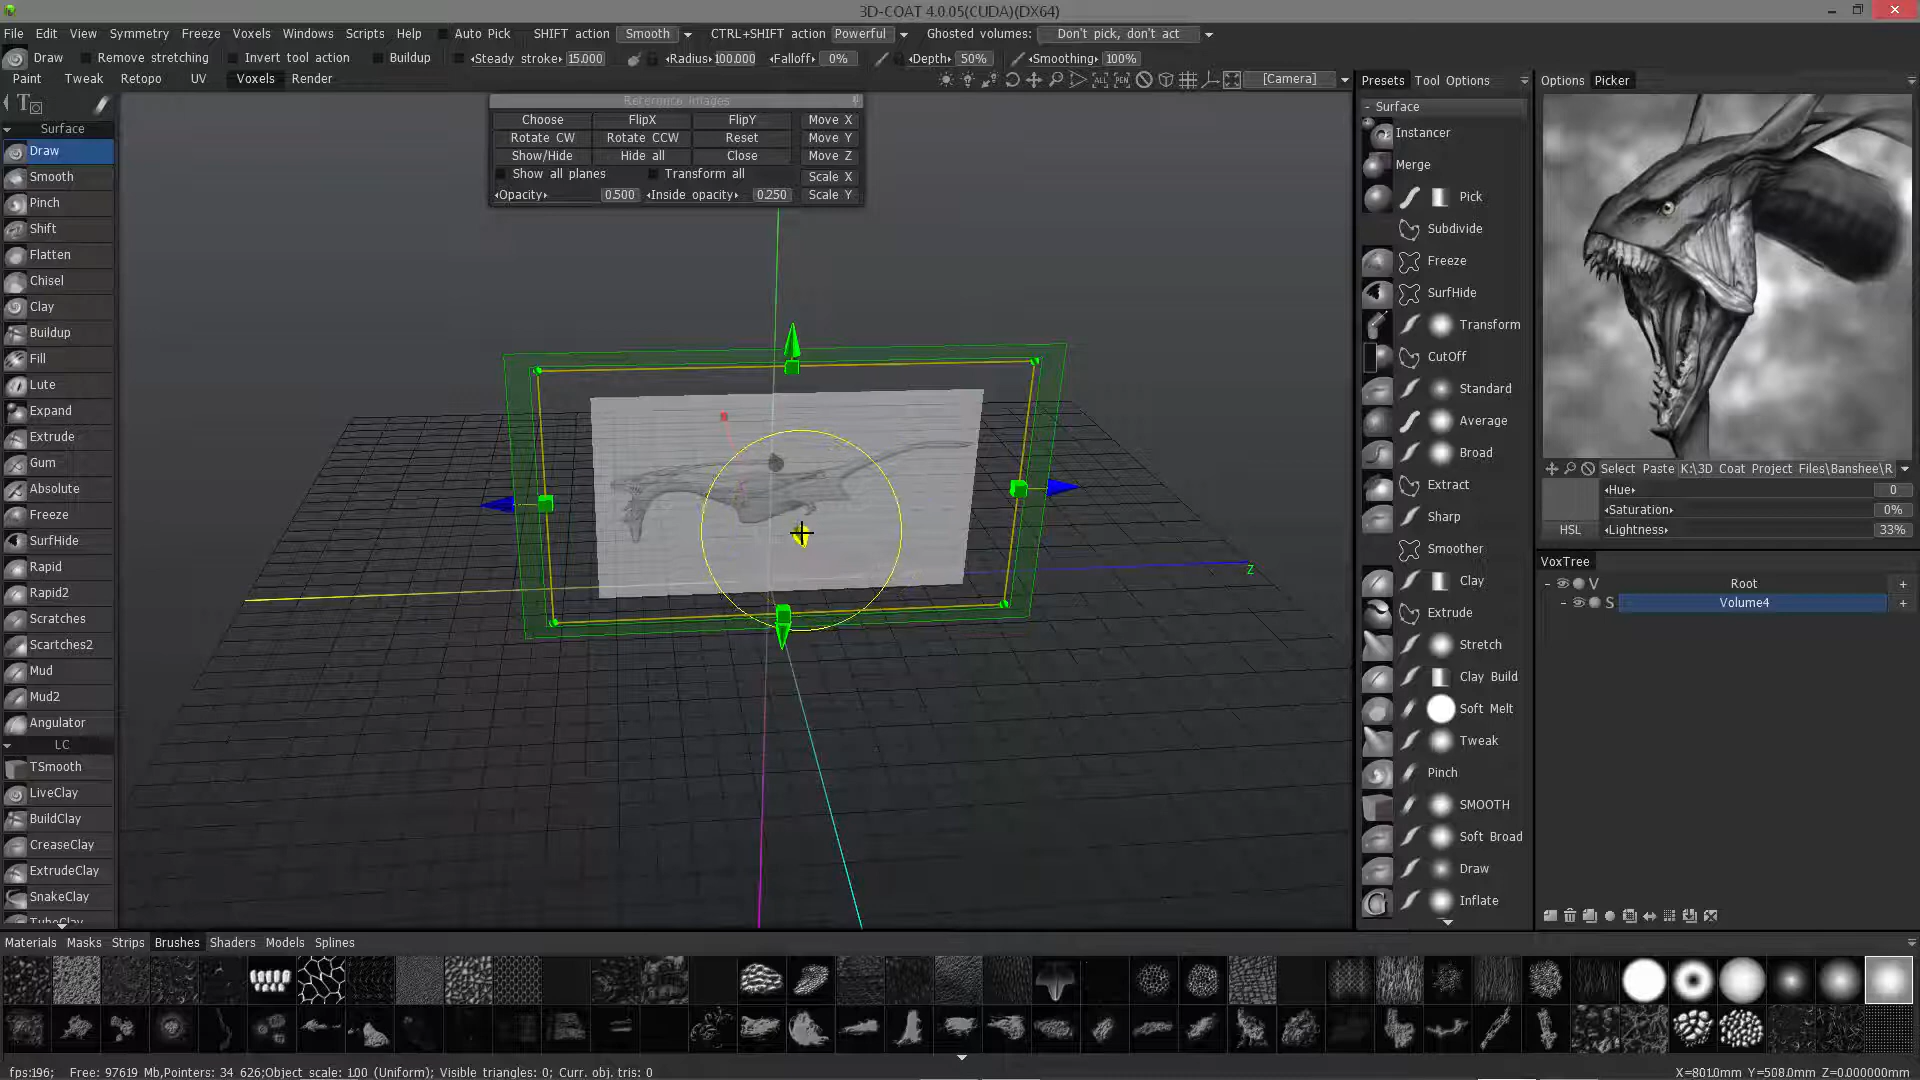 3D-COAT 4.0.05(CUDA)(DX64)
File Edit View Symmetry Freeze Voxels Windows Scripts Help Auto Pick SHIFT action Smooth CTRL+SHIFT action Powerful Ghosted volumes: Don't pick, don't act
Draw Remove stretching Invert tool action Buildup Steady stroke 15.000 Radius 100.000 Falloff 0% Depth 50% Smoothing 100%
Paint Tweak Retopo UV Voxels Render [Camera]
Reference Images
Choose FlipX FlipY Move X
Rotate CW Rotate CCW Reset Move Y
Show/Hide Hide all Close Move Z
Show all planes Transform all Scale X
Opacity 0.500 Inside opacity 0.250 Scale Y
Surface
Draw
Smooth
Pinch
Shift
Flatten
Chisel
Clay
Buildup
Fill
Lute
Expand
Extrude
Gum
Absolute
Freeze
SurfHide
Rapid
Rapid2
Scratches
Scartches2
Mud
Mud2
Angulator
LC
TSmooth
LiveClay
BuildClay
CreaseClay
ExtrudeClay
SnakeClay
TubeClay
Z
Presets Tool Options
- Surface
Instancer
Merge
Pick
Subdivide
Freeze
SurfHide
Transform
CutOff
Standard
Average
Broad
Extract
Sharp
Smoother
Clay
Extrude
Stretch
Clay Build
Soft Melt
Tweak
Pinch
SMOOTH
Soft Broad
Draw
Inflate
Options Picker
Select Paste K:\3D Coat Project Files\Banshee\R
Hue 0
Saturation 0%
HSL Lightness 33%
VoxTree
- V Root +
- S Volume4 +
Materials Masks Strips Brushes Shaders Models Splines
fps:196; Free: 97619 Mb,Pointers: 34 626;Object scale: 1.00 (Uniform); Visible triangles: 0; Curr. obj. tris: 0 X=801.0mm Y=508.0mm Z=0.000000mm